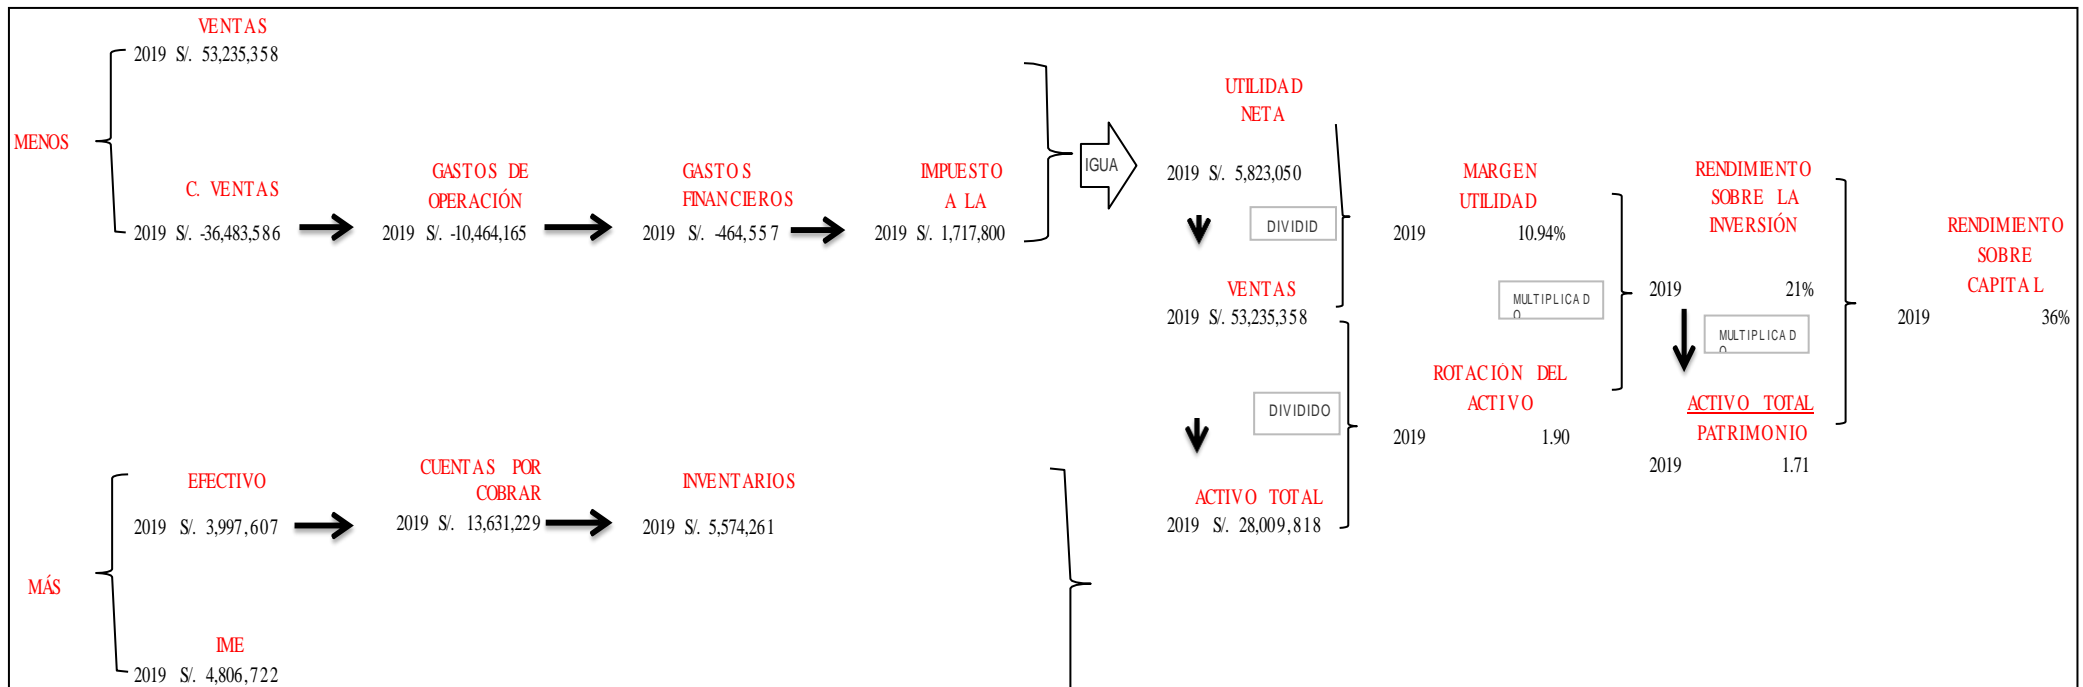 VENTAS
2019 S/. 53,235,358
MENOS
C. VENTAS
2019 S/. -36,483,586
GASTOS DE
OPERACIÓN
2019 S/. -10,464,165
GASTOS
FINANCIEROS
2019 S/. -464,557
IMPUESTO
A LA
2019 S/. 1,717,800
IGUA
UTILIDAD
NETA
2019 S/. 5,823,050
DIVIDID
VENTAS
2019 S/. 53,235,358
DIVIDIDO
ACTIVO TOTAL
2019 S/. 28,009,818
MARGEN
UTILIDAD
2019 10.94%
MULTIPLICAD
O
ROTACIÓN DEL
ACTIVO
2019 1.90
RENDIMIENTO
SOBRE LA
INVERSIÓN
2019 21%
MULTIPLICAD
O
ACTIVO TOTAL
PATRIMONIO
2019 1.71
RENDIMIENTO
SOBRE
CAPITAL
2019 36%
MÁS
EFECTIVO
2019 S/. 3,997,607
CUENTAS POR
COBRAR
2019 S/. 13,631,229
INVENTARIOS
2019 S/. 5,574,261
IME
2019 S/. 4,806,722